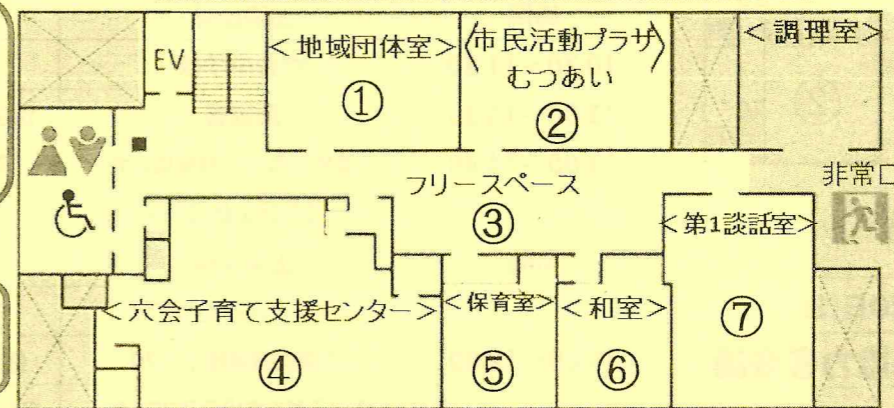 EV
<地域団体室>
①
〈市民活動プラザ
むつあい〉
②
<調理室>
フリースペース
③
非常口
<第1談話室>
⑦
<六会子育て支援センター>
④
<保育室>
⑤
<和室>
⑥